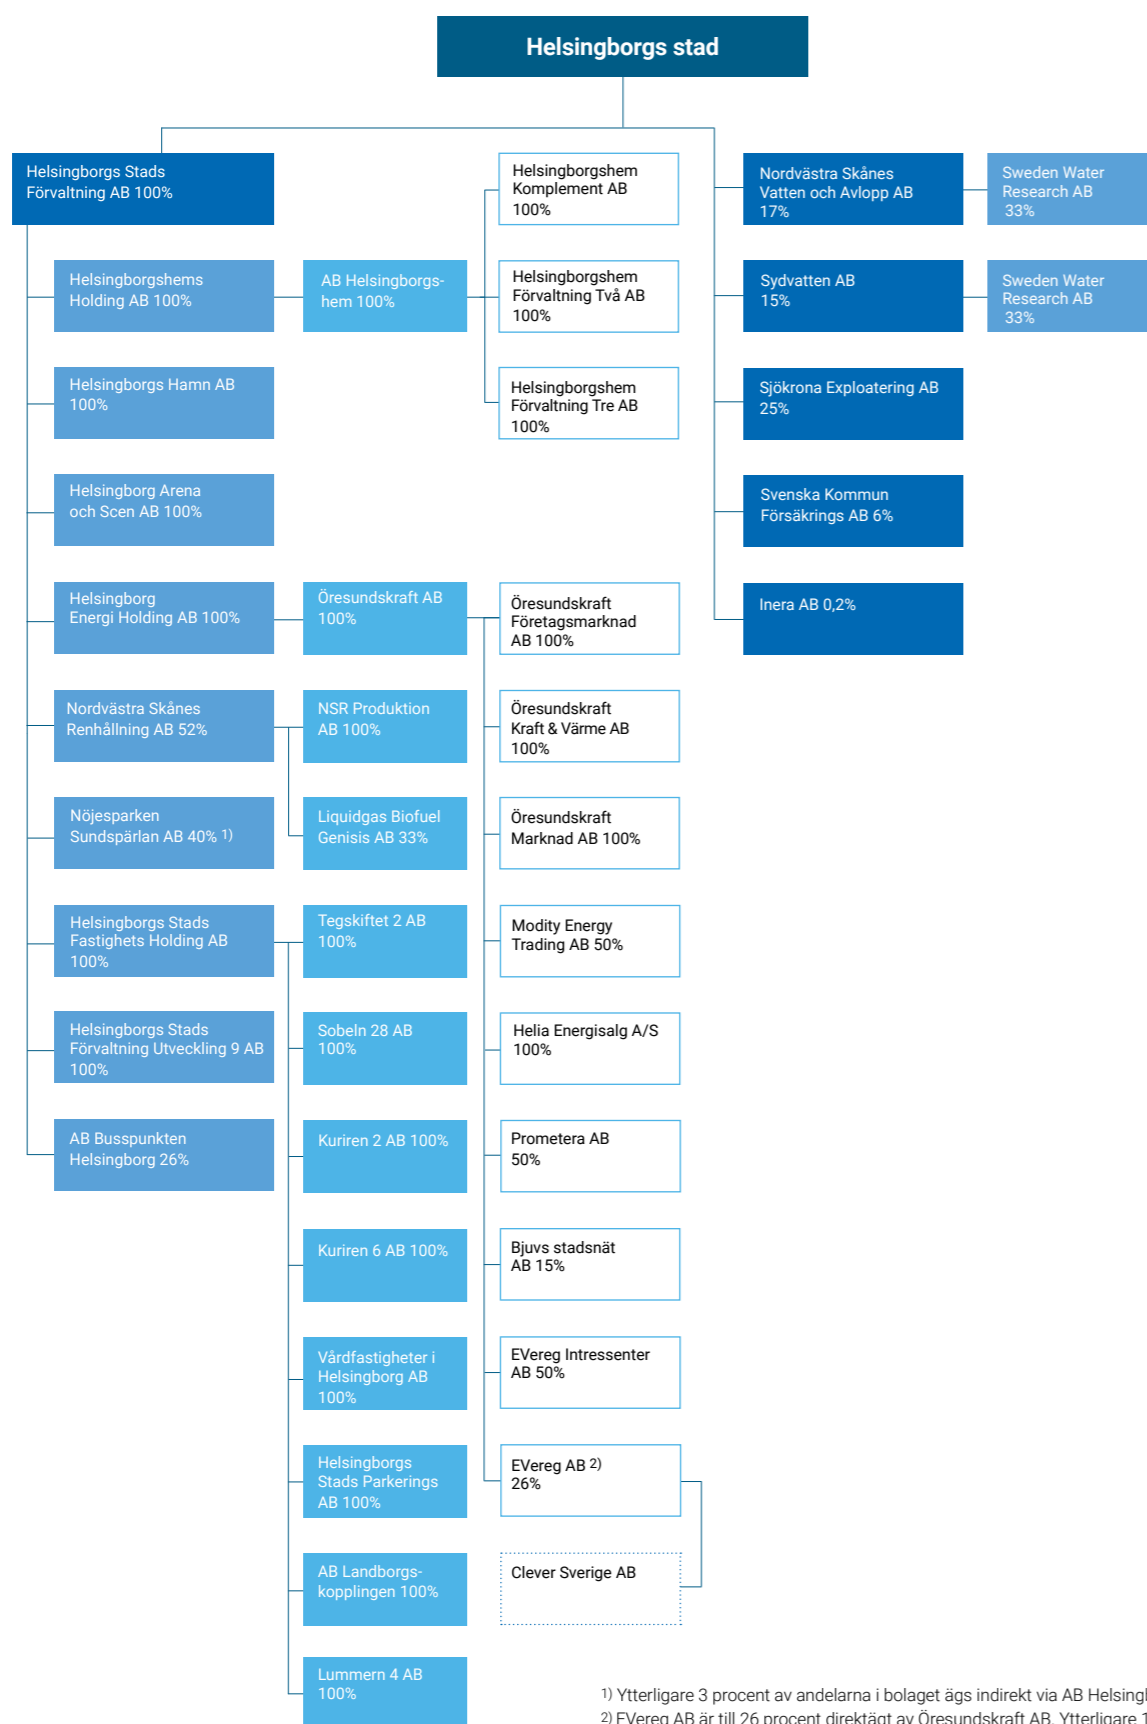 Helsingborgs stad
Helsingborgs Stads
Förvaltning AB 100%
Helsingborgshems
Holding AB 100%
Helsingborgs Hamn AB
100%
Helsingborg Arena
och Scen AB 100%
Helsingborg
Energi Holding AB 100%
Nordvästra Skånes
Renhållning AB 52%
Nöjesparken
Sundspärlan AB 40% 1)
Helsingborgs Stads
Fastighets Holding AB
100%
Helsingborgs Stads
Förvaltning Utveckling 9 AB
100%
AB Busspunkten
Helsingborg 26%
AB Helsingborgs-
hem 100%
Öresundskraft AB
100%
NSR Produktion
AB 100%
Liquidgas Biofuel
Genisis AB 33%
Tegskiftet 2 AB
100%
Sobeln 28 AB
100%
Kuriren 2 AB 100%
Kuriren 6 AB 100%
Vårdfastigheter i
Helsingborg AB
100%
Helsingborgs
Stads Parkerings
AB 100%
AB Landborgs-
kopplingen 100%
Lummern 4 AB
100%
Helsingborgshem
Komplement AB
100%
Helsingborgshem
Förvaltning Två AB
100%
Helsingborgshem
Förvaltning Tre AB
100%
Öresundskraft
Företagsmarknad
AB 100%
Öresundskraft
Kraft & Värme AB
100%
Öresundskraft
Marknad AB 100%
Modity Energy
Trading AB 50%
Helia Energisalg A/S
100%
Prometera AB
50%
Bjuvs stadsnät
AB 15%
EVereg Intressenter
AB 50%
EVereg AB 2)
26%
Clever Sverige AB
Nordvästra Skånes
Vatten och Avlopp AB
17%
Sydvatten AB
15%
Sjökrona Exploatering AB
25%
Svenska Kommun
Försäkrings AB 6%
Inera AB 0,2%
Sweden Water
Research AB
33%
Sweden Water
Research AB
33%
1) Ytterligare 3 procent av andelarna i bolaget ägs indirekt via AB
2) EVereg AB är till 26 procent direktägt av Öresundskraft AB. Ytterligare